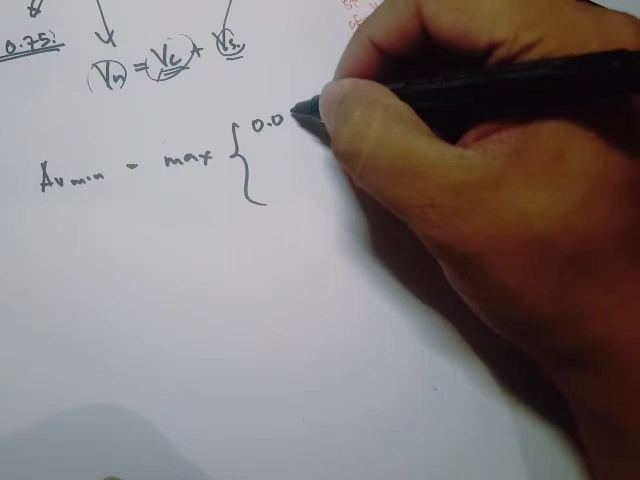 0.75;
Vn = Vc + Vs
Av min = max { 0.0